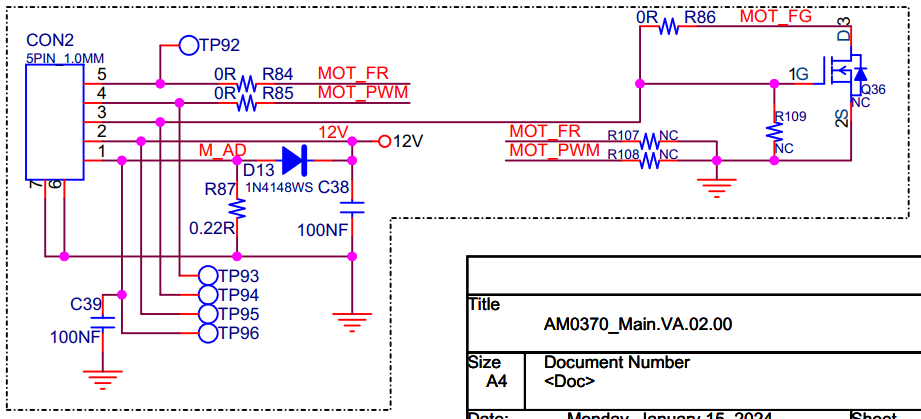 CON2
5PIN_1.0MM
5
4
3
2
1
7
6
TP92
0R R84 MOT_FR
0R R85 MOT_PWM
12V
12V
M_AD
D13
1N4148WS
R87
0.22R
C38
100NF
TP93
TP94
TP95
TP96
C39
100NF
0R R86 MOT_FG
D 3
1G
Q36
NC
2S
R109
NC
MOT_FR R107 NC
MOT_PWM R108 NC
Title
AM0370_Main.VA.02.00
Size
A4
Document Number
<Doc>
Date: Monday, January 15, 2024 Sheet